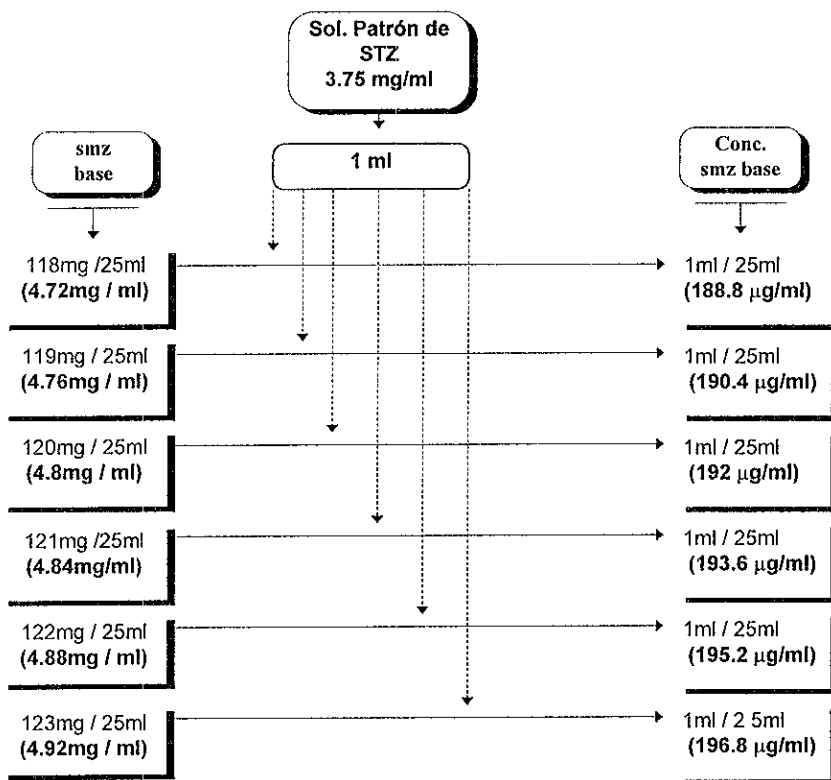 Sol. Patrón de
STZ
3.75 mg/ml
1 ml
smz
base
Conc.
smz base
118mg /25ml
(4.72mg / ml)
1ml / 25ml
(188.8 µg/ml)
119mg / 25ml
(4.76mg / ml)
1ml / 25ml
(190.4 µg/ml)
120mg / 25ml
(4.8mg / ml)
1ml / 25ml
(192 µg/ml)
121mg /25ml
(4.84mg/ml)
1ml / 25ml
(193.6 µg/ml)
122mg / 25ml
(4.88mg / ml)
1ml / 25ml
(195.2 µg/ml)
123mg / 25ml
(4.92mg / ml)
1ml / 2 5ml
(196.8 µg/ml)